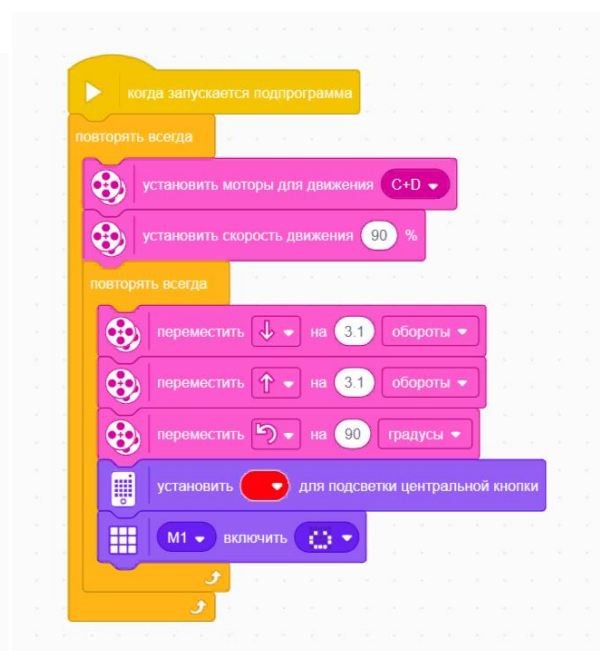 когда запускается подпрограмма
повторять всегда
установить моторы для движения C+D
установить скорость движения 90 %
повторять всегда
переместить на 3.1 обороты
переместить на 3.1 обороты
переместить на 90 градусы
установить для подсветки центральной кнопки
M1 включить